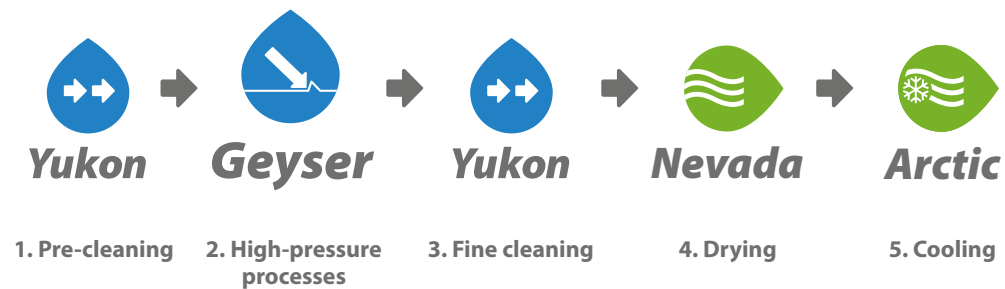 Yukon
Geyser
Yukon
Nevada
Arctic
1. Pre-cleaning
2. High-pressure
processes
3. Fine cleaning
4. Drying
5. Cooling